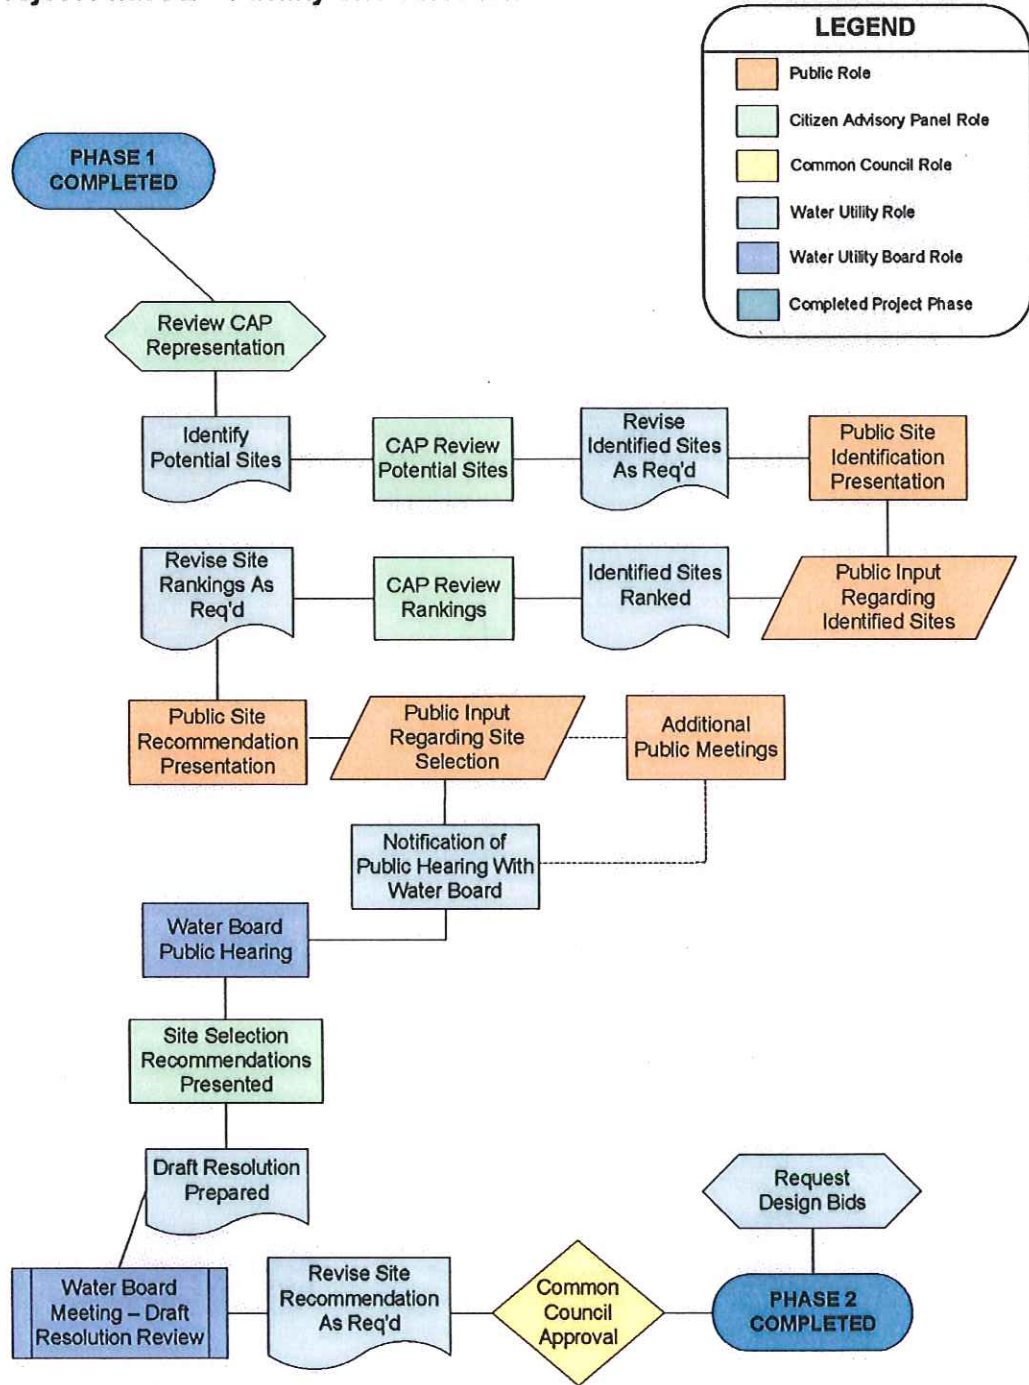 LEGEND
Public Role
Citizen Advisory Panel Role
Common Council Role
Water Utility Role
Water Utility Board Role
Completed Project Phase
PHASE 1
COMPLETED
Review CAP
Representation
Identify
Potential Sites
CAP Review
Potential Sites
Revise
Identified Sites
As Req'd
Public Site
Identification
Presentation
Public Input
Regarding
Identified Sites
Identified Sites
Ranked
CAP Review
Rankings
Revise Site
Rankings As
Req'd
Public Site
Recommendation
Presentation
Public Input
Regarding Site
Selection
Additional
Public Meetings
Notification of
Public Hearing With
Water Board
Water Board
Public Hearing
Site Selection
Recommendations
Presented
Draft Resolution
Prepared
Water Board
Meeting – Draft
Resolution Review
Revise Site
Recommendation
As Req'd
Common
Council
Approval
PHASE 2
COMPLETED
Request
Design Bids